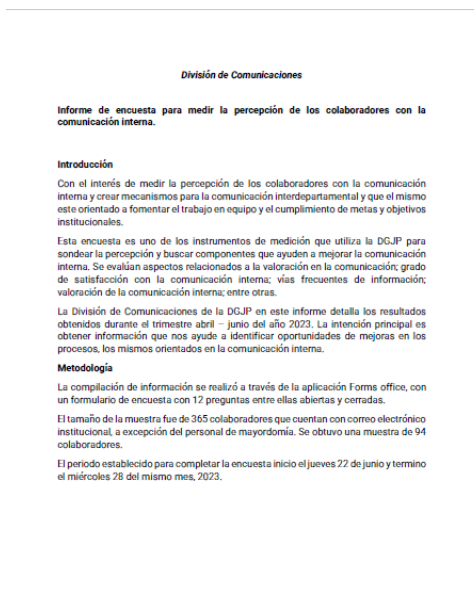 División de Comunicaciones
Informe de encuesta para medir la percepción de los colaboradores con la
comunicación interna.
Introducción
Con el interés de medir la percepción de los colaboradores con la comunicación
interna y crear mecanismos para la comunicación interdepartamental y que el mismo
este orientado a fomentar el trabajo en equipo y el cumplimiento de metas y objetivos
institucionales.
Esta encuesta es uno de los instrumentos de medición que utiliza la DGJP para
sondear la percepción y buscar componentes que ayuden a mejorar la comunicación
interna. Se evalúan aspectos relacionados a la valoración en la comunicación; grado
de satisfacción con la comunicación interna; vías frecuentes de información;
valoración de la comunicación interna; entre otras.
La División de Comunicaciones de la DGJP en este informe detalla los resultados
obtenidos durante el trimestre abril – junio del año 2023. La intención principal es
obtener información que nos ayude a identificar oportunidades de mejoras en los
procesos, los mismos orientados en la comunicación interna.
Metodología
La compilación de información se realizó a través de la aplicación Forms office, con
un formulario de encuesta con 12 preguntas entre ellas abiertas y cerradas.
El tamaño de la muestra fue de 365 colaboradores que cuentan con correo electrónico
institucional, a excepción del personal de mayordomía. Se obtuvo una muestra de 94
colaboradores.
El periodo establecido para completar la encuesta inicio el jueves 22 de junio y termino
el miércoles 28 del mismo mes, 2023.